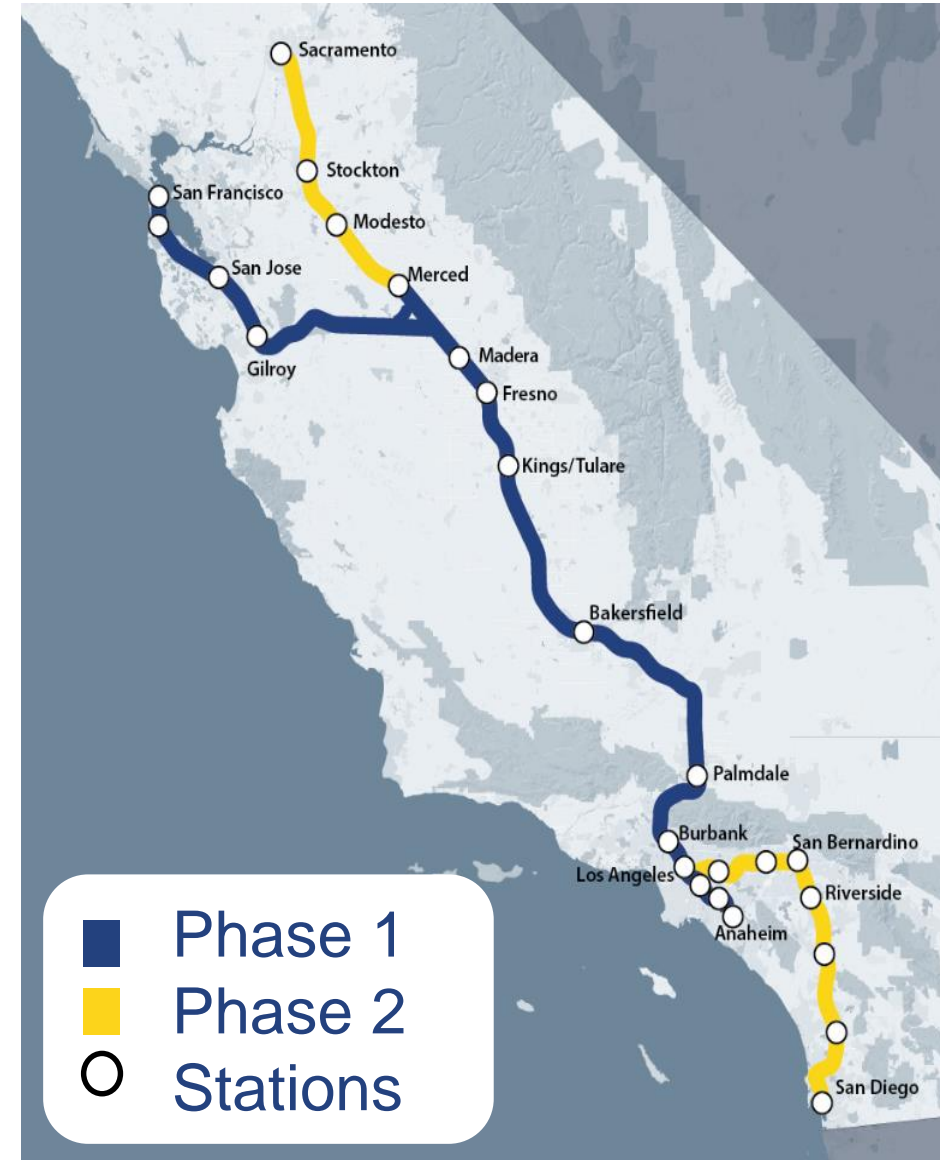 Sacramento
Stockton
San Francisco
Modesto
San Jose
Merced
Gilroy
Madera
Fresno
Kings/Tulare
Bakersfield
Palmdale
Burbank
San Bernardino
Los Angeles
Riverside
Anaheim
San Diego
Phase 1
Phase 2
Stations